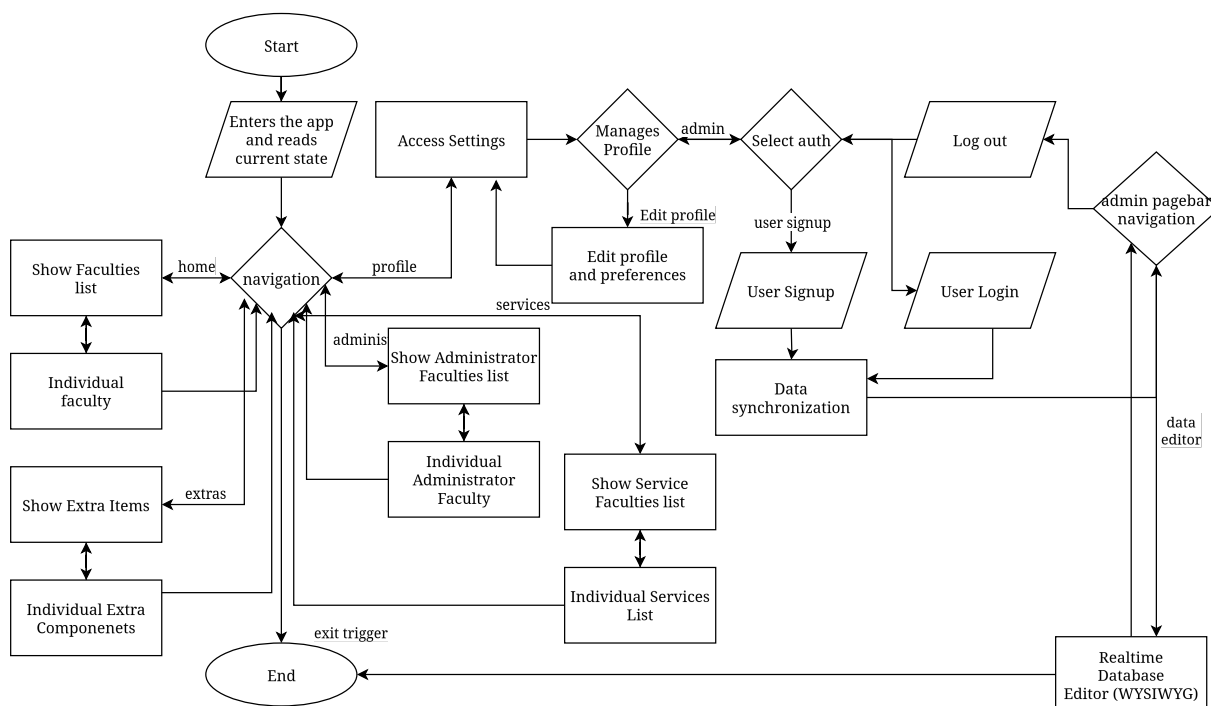 Start
Enters the app
and reads
current state
Access Settings
Manages
Profile
admin
Select auth
Log out
admin pagebar
navigation
Edit profile
user signup
Show Faculties
list
home
navigation
profile
Edit profile
and preferences
User Signup
User Login
services
adminis
Show Administrator
Faculties list
Individual
faculty
Data
synchronization
data
editor
Individual
Administrator
Faculty
Show Extra Items
extras
Show Service
Faculties list
Individual Extra
Componenets
Individual Services
List
exit trigger
End
Realtime
Database
Editor (WYSIWYG)